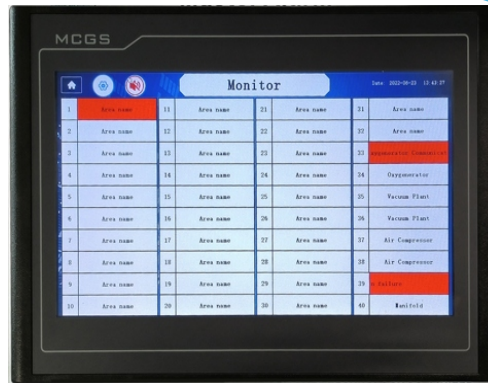 MCGS
Monitor
Date 2022-06-23 13:43:37
1 Area name 11 Area name 21 Area name 31 Area name
2 Area name 12 Area name 22 Area name 32 Area name
3 Area name 13 Area name 23 Area name 33
4 Area name 14 Area name 24 Area name 34 Oxygenerator
5 Area name 15 Area name 25 Area name 35 Vacuum Plant
6 Area name 16 Area name 26 Area name 36 Vacuum Plant
7 Area name 17 Area name 27 Area name 37 Air Compressor
8 Area name 18 Area name 28 Area name 38 Air Compressor
9 Area name 19 Area name 29 Area name 39 failure
10 Area name 20 Area name 30 Area name 40 Manifold